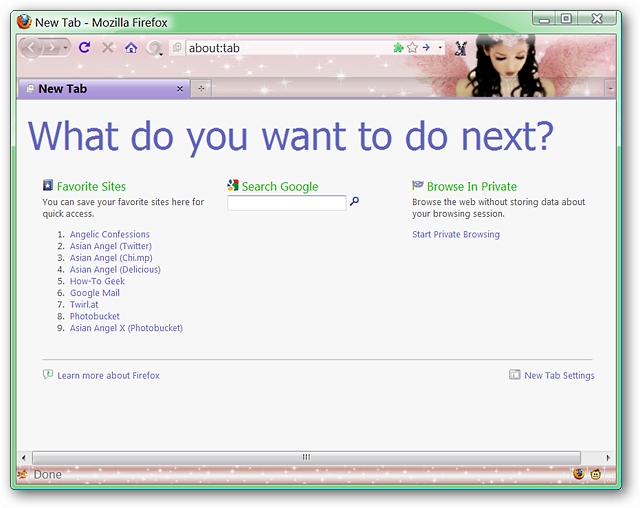 New Tab - Mozilla Firefox
about:tab
New Tab
What do you want to do next?
Favorite Sites
You can save your favorite sites here for
quick access.
1. Angelic Confessions
2. Asian Angel (Twitter)
3. Asian Angel (Chi.mp)
4. Asian Angel (Delicious)
5. How-To Geek
6. Google Mail
7. Twirl.at
8. Photobucket
9. Asian Angel X (Photobucket)
Search Google
Browse In Private
Browse the web without storing data about
your browsing session.
Start Private Browsing
Learn more about Firefox
New Tab Settings
Done